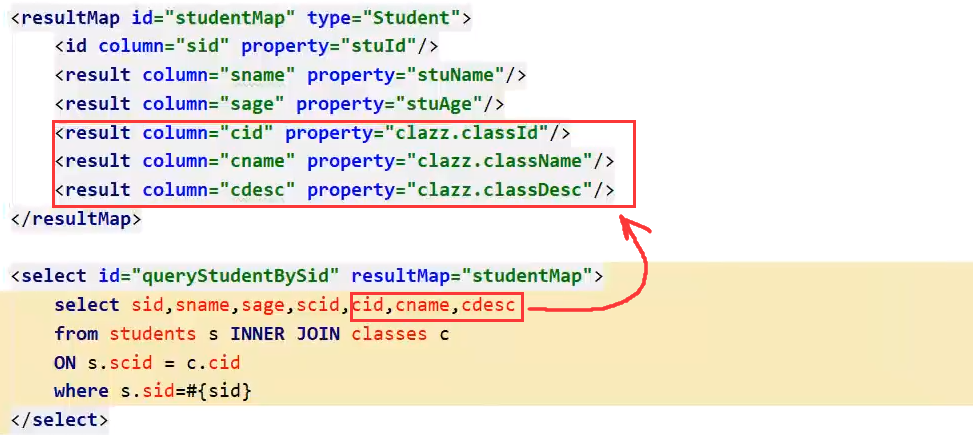 <resultMap id="studentMap" type="Student">
<id column="sid" property="stuId"/>
<result column="sname" property="stuName"/>
<result column="sage" property="stuAge"/>
<result column="cid" property="clazz.classId"/>
<result column="cname" property="clazz.className"/>
<result column="cdesc" property="clazz.classDesc"/>
</resultMap>
<select id="queryStudentBySid" resultMap="studentMap">
select sid,sname,sage,scid,cid,cname,cdesc
from students s INNER JOIN classes c
ON s.scid = c.cid
where s.sid=#{sid}
</select>